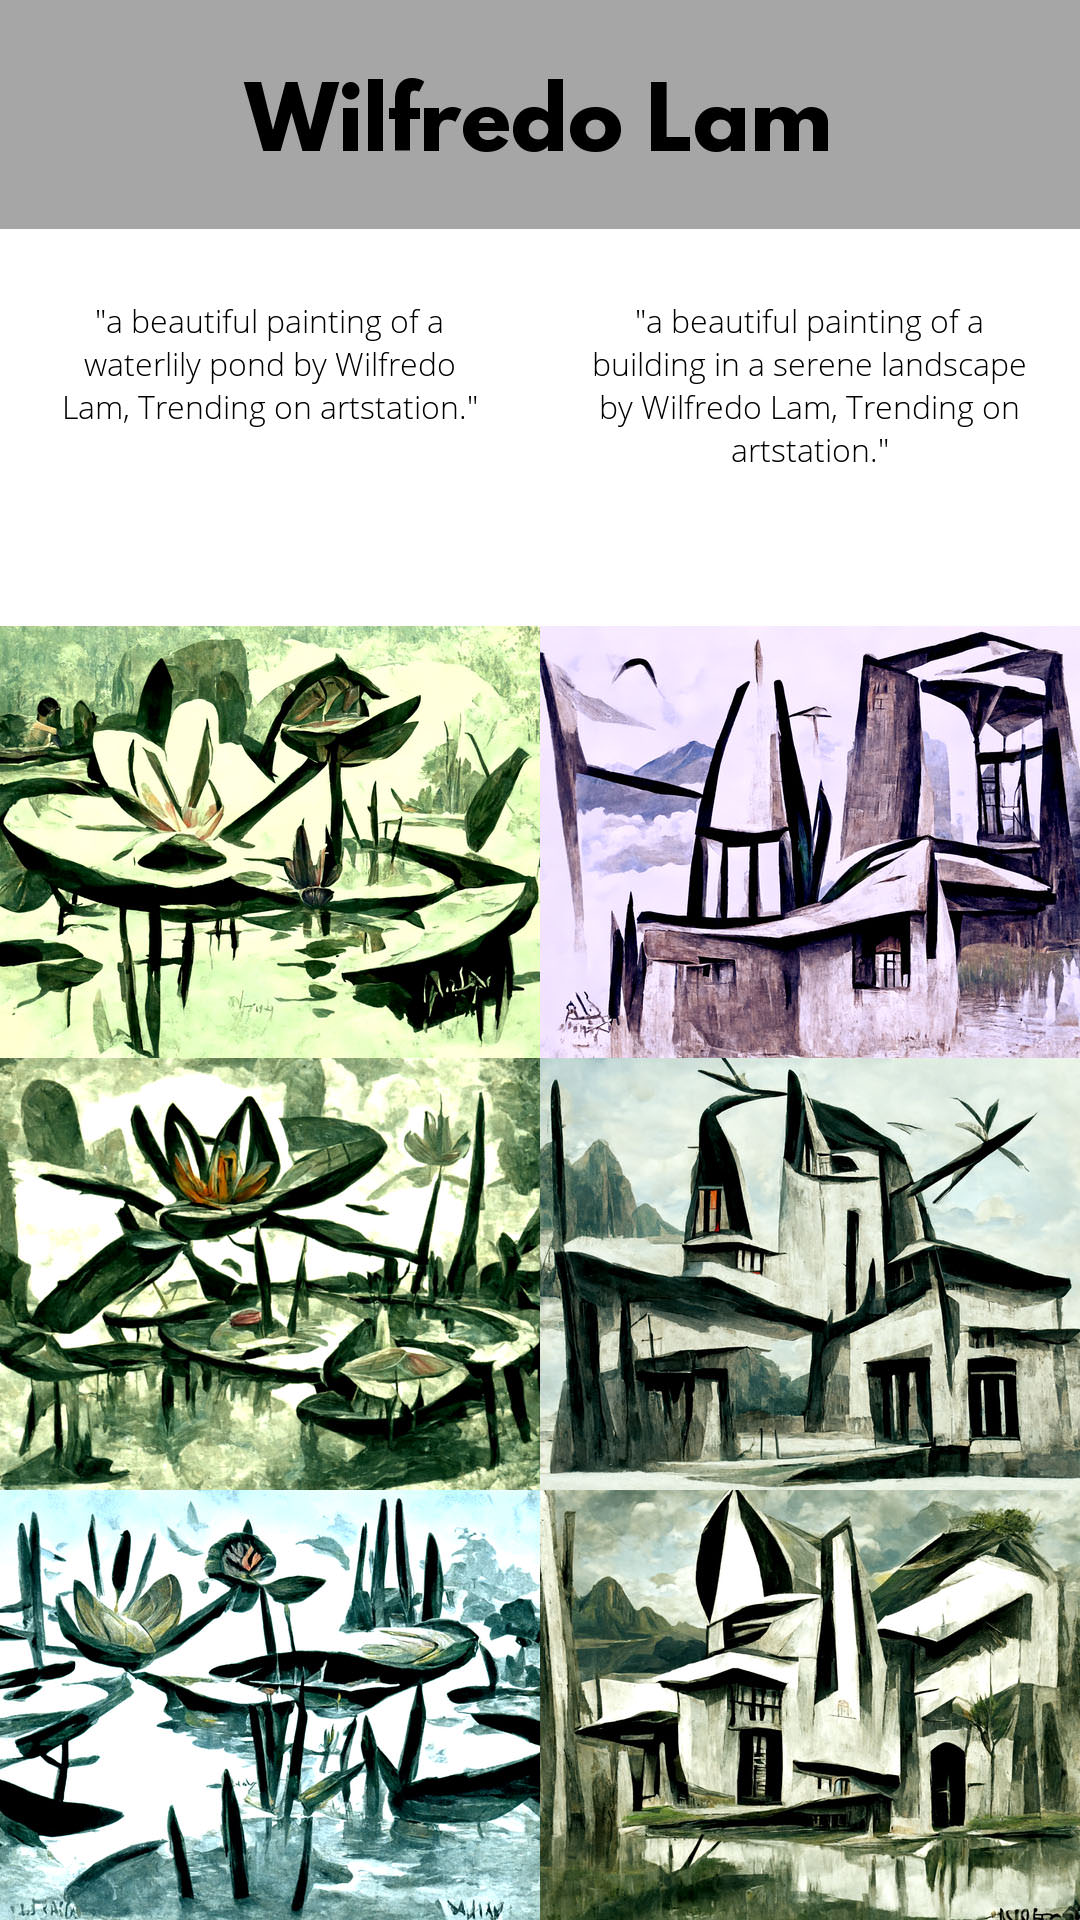 Wilfredo Lam
"a beautiful painting of a
waterlily pond by Wilfredo
Lam, Trending on artstation."
"a beautiful painting of a
building in a serene landscape
by Wilfredo Lam, Trending on
artstation."